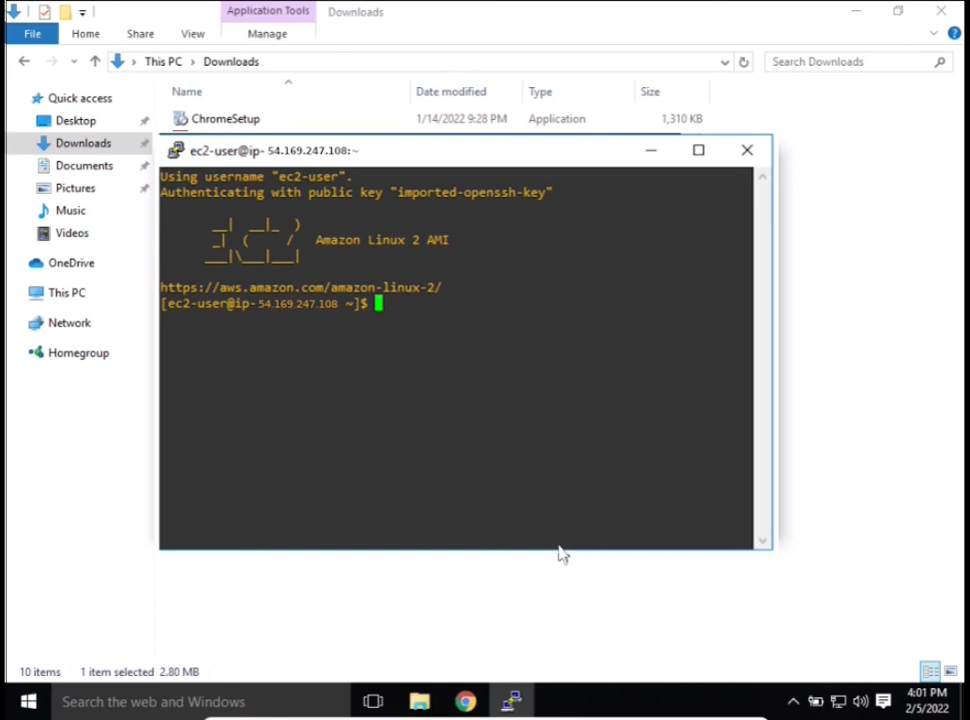 Application Tools
Downloads
File
Home
Share
View
Manage
This PC
Downloads
Search Downloads
Quick access
Desktop
Downloads
Documents
Pictures
Music
Videos
OneDrive
This PC
Network
Homegroup
Name
Date modified
Type
Size
ChromeSetup
1/14/2022 9:28 PM
Application
1,310 KB
ec2-user@ip- 54.169.247.108:~
Using username "ec2-user".
Authenticating with public key "imported-openssh-key"
__|  __|_  )
_|  (     /   Amazon Linux 2 AMI
___|\___|___|
https://aws.amazon.com/amazon-linux-2/
[ec2-user@ip- 54.169.247.108 ~]$
10 items
1 item selected 2.80 MB
Search the web and Windows
4:01 PM
2/5/2022